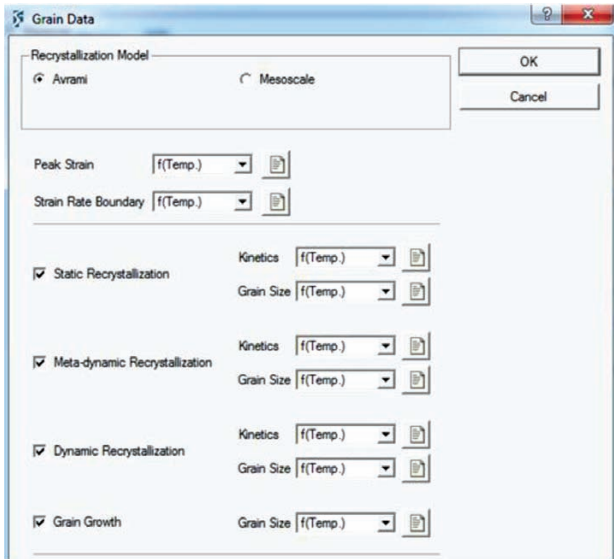 Grain Data
Recrystallization Model
Avrami
Mesoscale
OK
Cancel
Peak Strain f(Temp.)
Strain Rate Boundary f(Temp.)
Static Recrystallization
Kinetics f(Temp.)
Grain Size f(Temp.)
Meta-dynamic Recrystallization
Kinetics f(Temp.)
Grain Size f(Temp.)
Dynamic Recrystallization
Kinetics f(Temp.)
Grain Size f(Temp.)
Grain Growth
Grain Size f(Temp.)